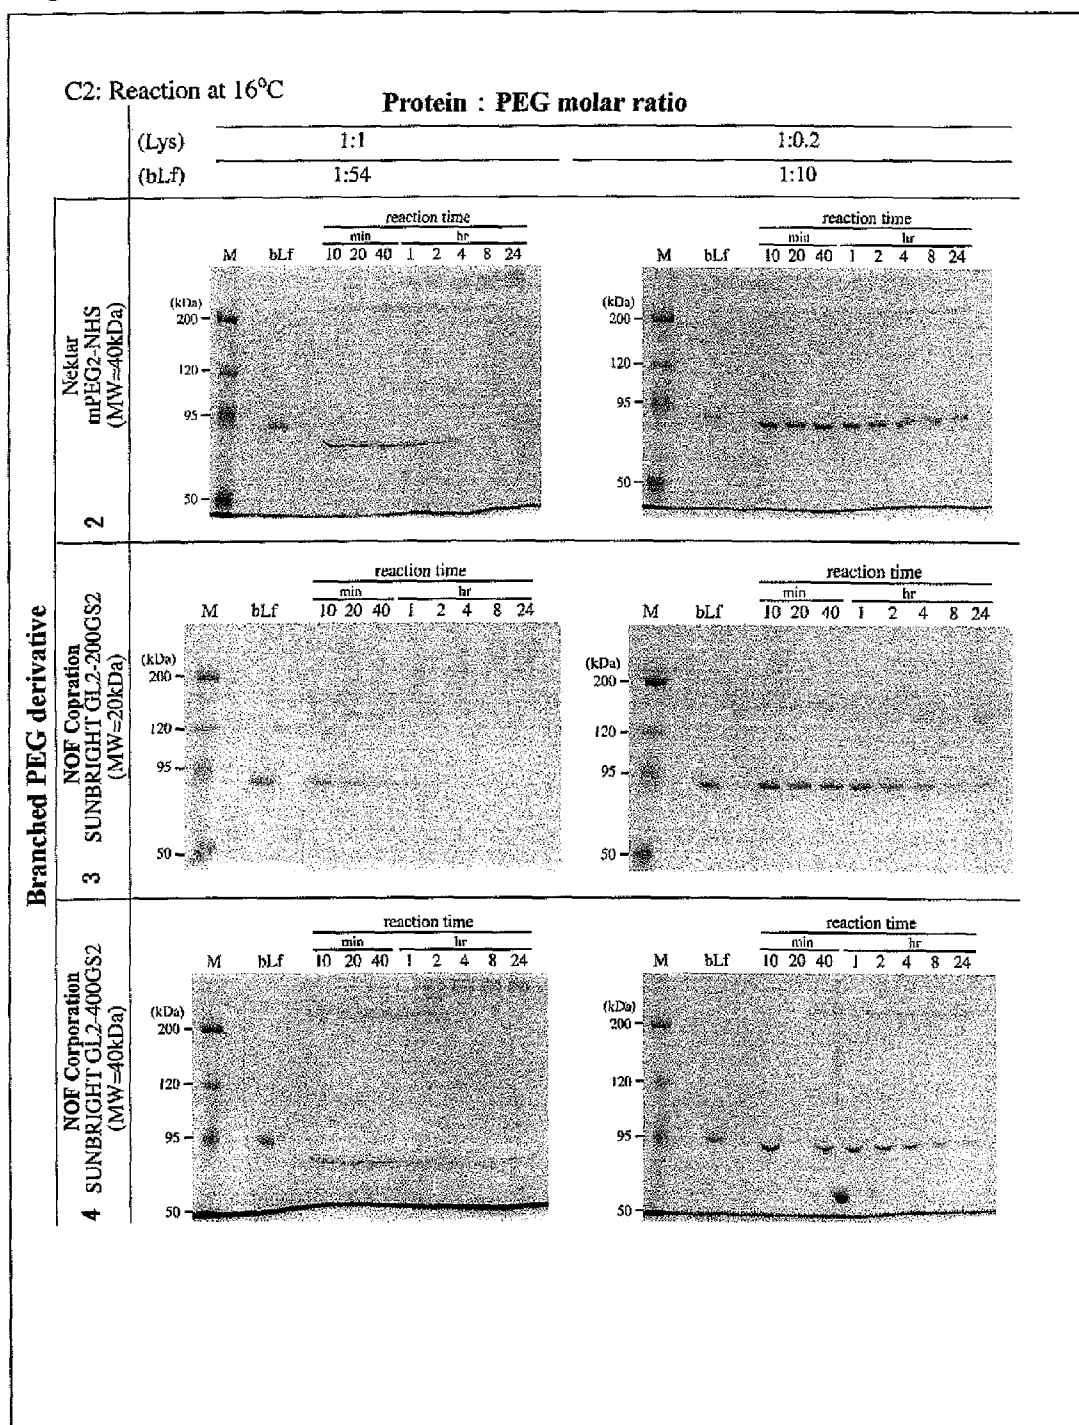 C2: Reaction at 16⁰C
Protein : PEG molar ratio
(Lys) 1:1 1:0.2
(bLf) 1:54 1:10
Branched PEG derivative
2 Nektar
mPEG2-NHS
(MW=40kDa)
reaction time
min hr
M bLf 10 20 40 1 2 4 8 24
(kDa)
200
120
95
50
reaction time
min hr
M bLf 10 20 40 1 2 4 8 24
(kDa)
200
120
95
50
3 NOF Copration
SUNBRIGHT GL2-200GS2
(MW=20kDa)
reaction time
min hr
M bLf 10 20 40 1 2 4 8 24
(kDa)
200
120
95
50
reaction time
min hr
M bLf 10 20 40 1 2 4 8 24
(kDa)
200
120
95
50
4 NOF Corporation
SUNBRIGHT GL2-400GS2
(MW=40kDa)
reaction time
min hr
M bLf 10 20 40 1 2 4 8 24
(kDa)
200
120
95
50
reaction time
min hr
M bLf 10 20 40 1 2 4 8 24
(kDa)
200
120
95
50